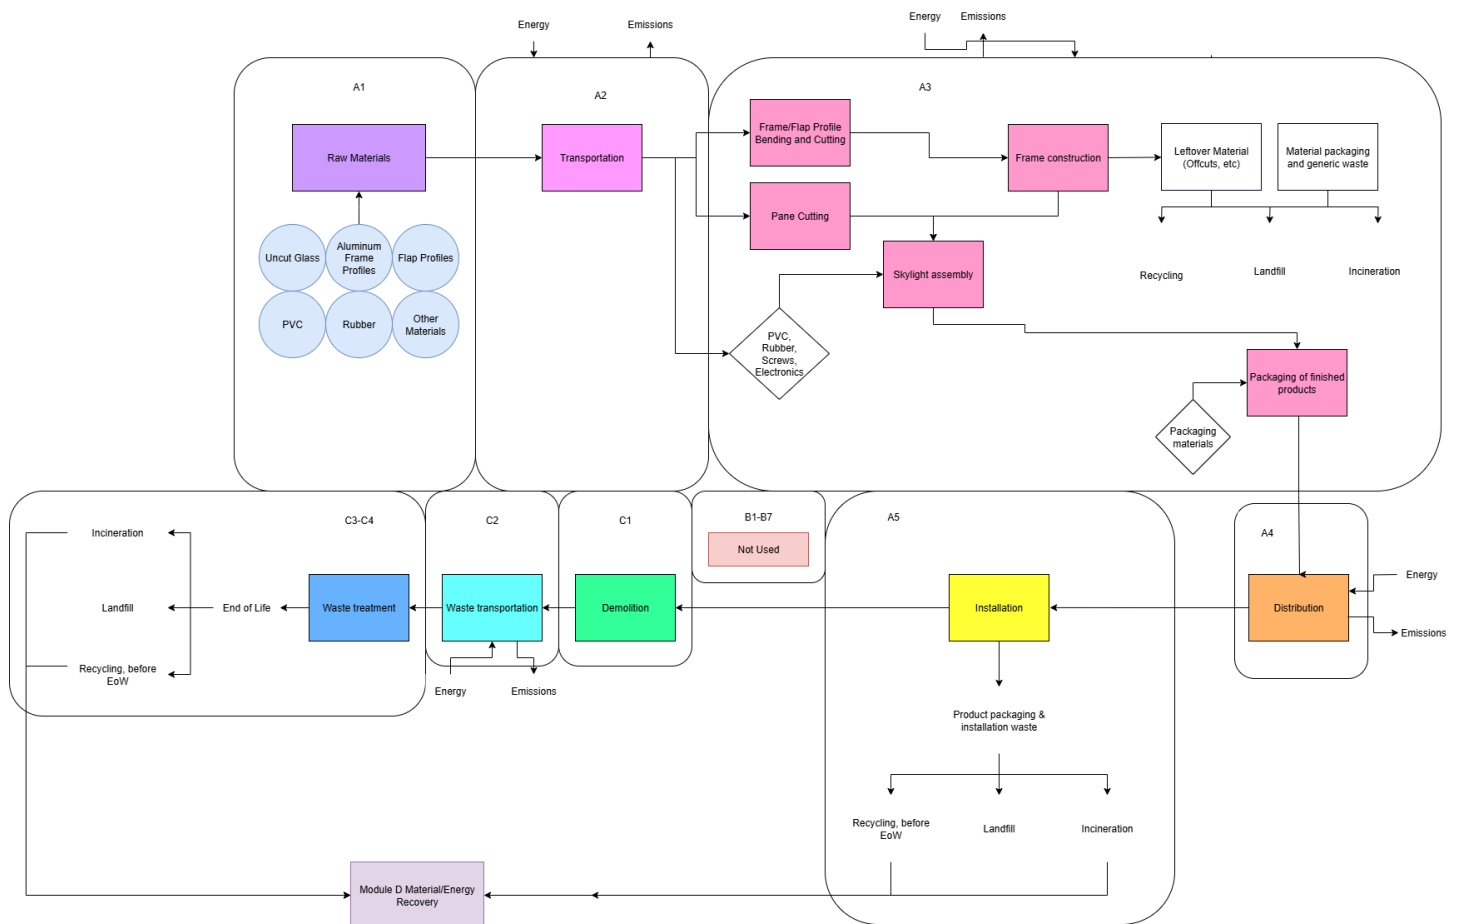 Energy
Emissions
Energy
Emissions
A1
A2
A3
Raw Materials
Transportation
Frame/Flap Profile
Bending and Cutting
Frame construction
Leftover Material
(Offcuts, etc)
Material packaging
and generic waste
Pane Cutting
Uncut Glass
Aluminum
Frame
Profiles
Flap Profiles
Skylight assembly
Recycling
Landfill
Incineration
PVC
Rubber
Other
Materials
PVC,
Rubber,
Screws,
Electronics
Packaging of finished
products
Packaging
materials
C3-C4
C2
C1
B1-B7
Not Used
A5
A4
Incineration
Landfill
Recycling, before
EoW
End of Life
Waste treatment
Waste transportation
Energy
Emissions
Demolition
Installation
Distribution
Energy
Emissions
Product packaging &
installation waste
Recycling, before
EoW
Landfill
Incineration
Module D Material/Energy
Recovery